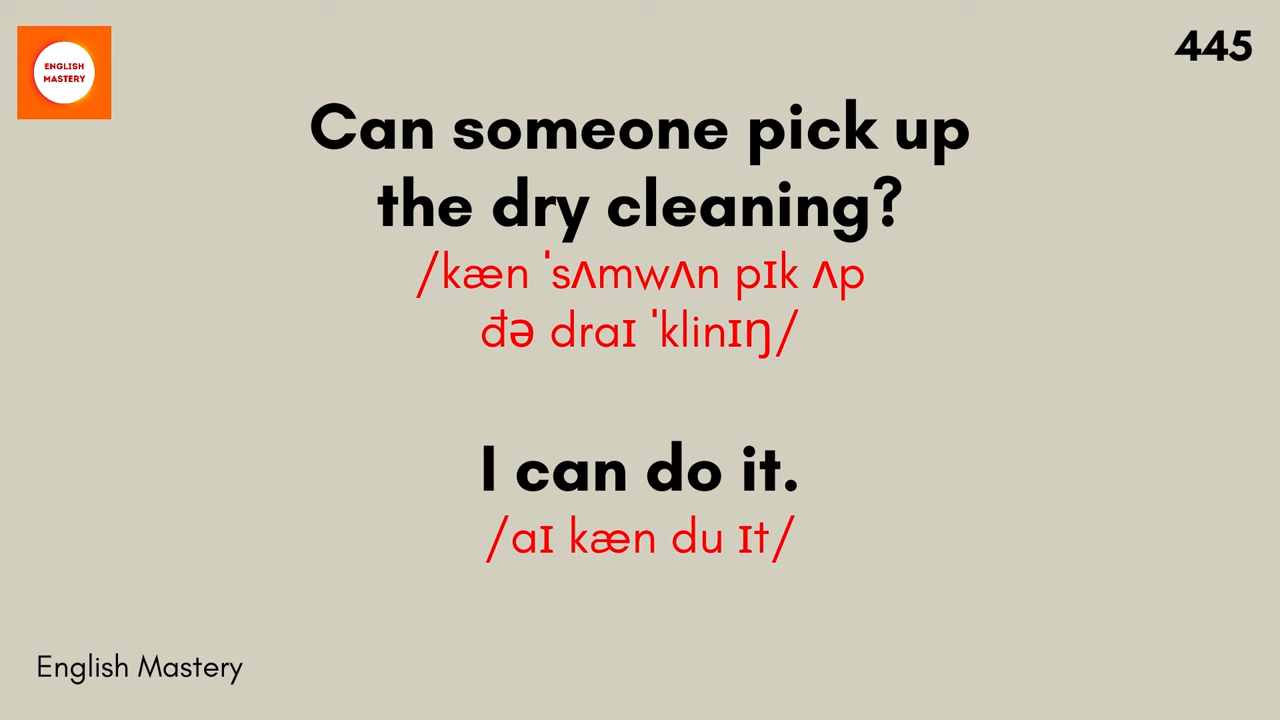 ENGLISH
MASTERY
445
Can someone pick up
the dry cleaning?
/kæn ˈsʌmwʌn pɪk ʌp
đə draɪ ˈklinɪŋ/
I can do it.
/aɪ kæn du ɪt/
English Mastery